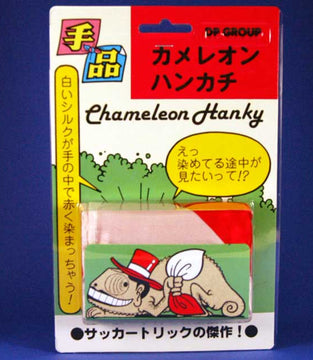 手品
DP GROUP
カメレオン
ハンカチ
Chameleon Hanky
白いシルクが手の中で赤く染まっちゃう!
えっ
染めてる途中が
見たいって!?
●サッカートリックの傑作!●